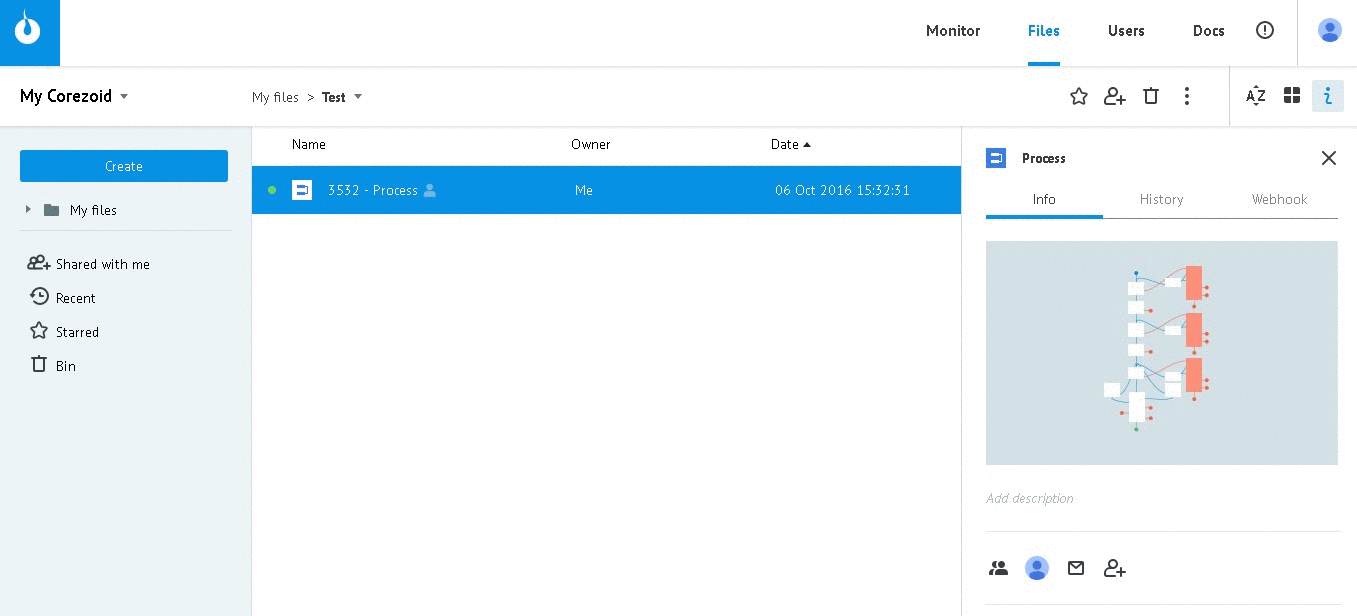 Monitor Files Users Docs
My Corezoid My files > Test AZ i
Create
My files
Shared with me
Recent
Starred
Bin
Name Owner Date
3532 - Process Me 06 Oct 2016 15:32:31
Process
Info History Webhook
Add description